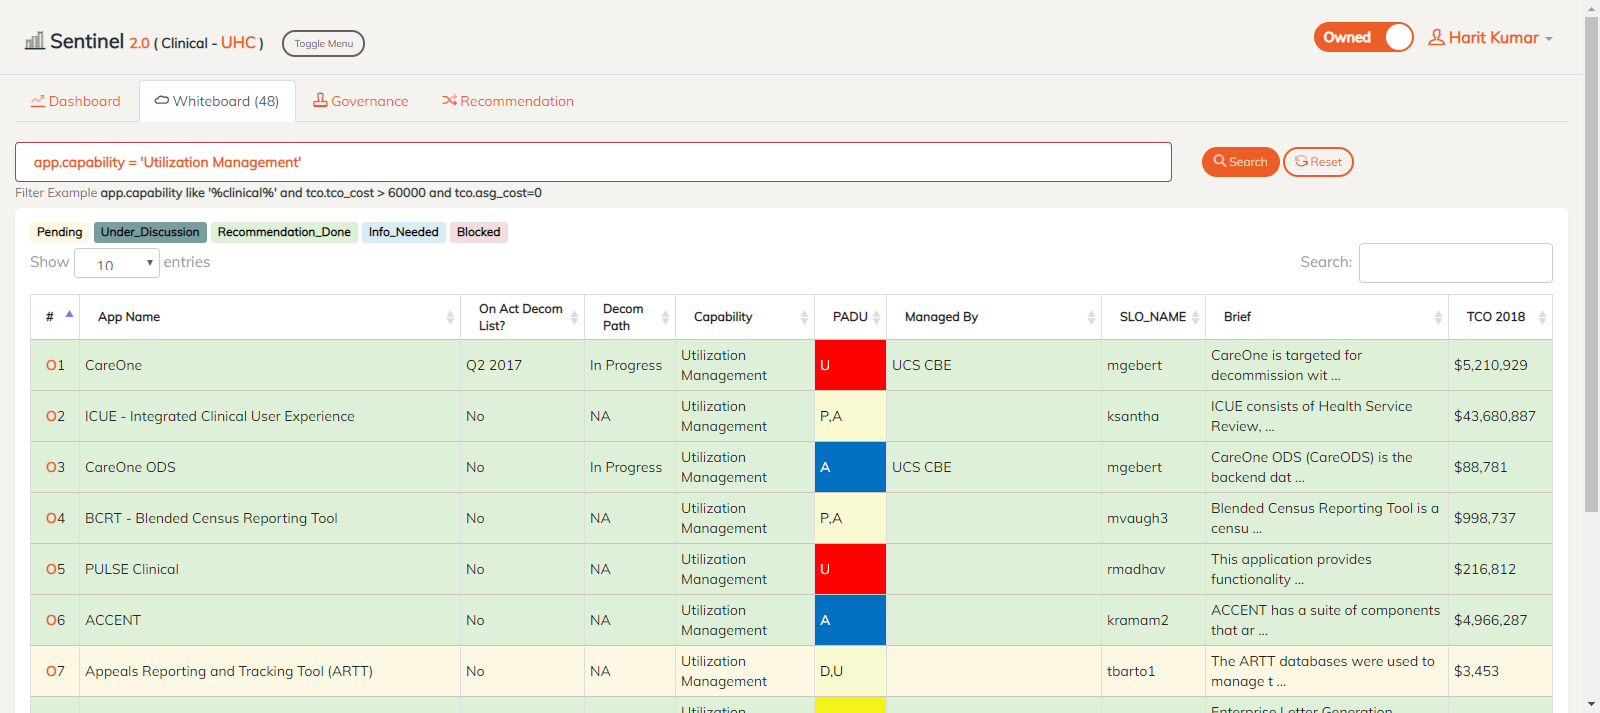 Sentinel 2.0 ( Clinical - UHC ) Toggle Menu Owned Harit Kumar
Dashboard Whiteboard (48) Governance Recommendation
app.capability = 'Utilization Management' Search Reset
Filter Example app.capability like '%clinical%' and tco.tco_cost > 60000 and tco.asg_cost=0
Pending Under_Discussion Recommendation_Done Info_Needed Blocked
Show 10 entries Search:
# App Name On Act Decom List? Decom Path Capability PADU Managed By SLO_NAME Brief TCO 2018
O1 CareOne Q2 2017 In Progress Utilization Management U UCS CBE mgebert CareOne is targeted for decommission wit ... $5,210,929
O2 ICUE - Integrated Clinical User Experience No NA Utilization Management P,A ksantha ICUE consists of Health Service Review, ... $43,680,887
O3 CareOne ODS No In Progress Utilization Management A UCS CBE mgebert CareOne ODS (CareODS) is the backend dat ... $88,781
O4 BCRT - Blended Census Reporting Tool No NA Utilization Management P,A mvaugh3 Blended Census Reporting Tool is a censu ... $998,737
O5 PULSE Clinical No NA Utilization Management U rmadhav This application provides functionality ... $216,812
O6 ACCENT No NA Utilization Management A kramam2 ACCENT has a suite of components that ar ... $4,966,287
O7 Appeals Reporting and Tracking Tool (ARTT) No NA Utilization Management D,U tbarto1 The ARTT databases were used to manage t ... $3,453
Utilization Enterprise Letter Generation